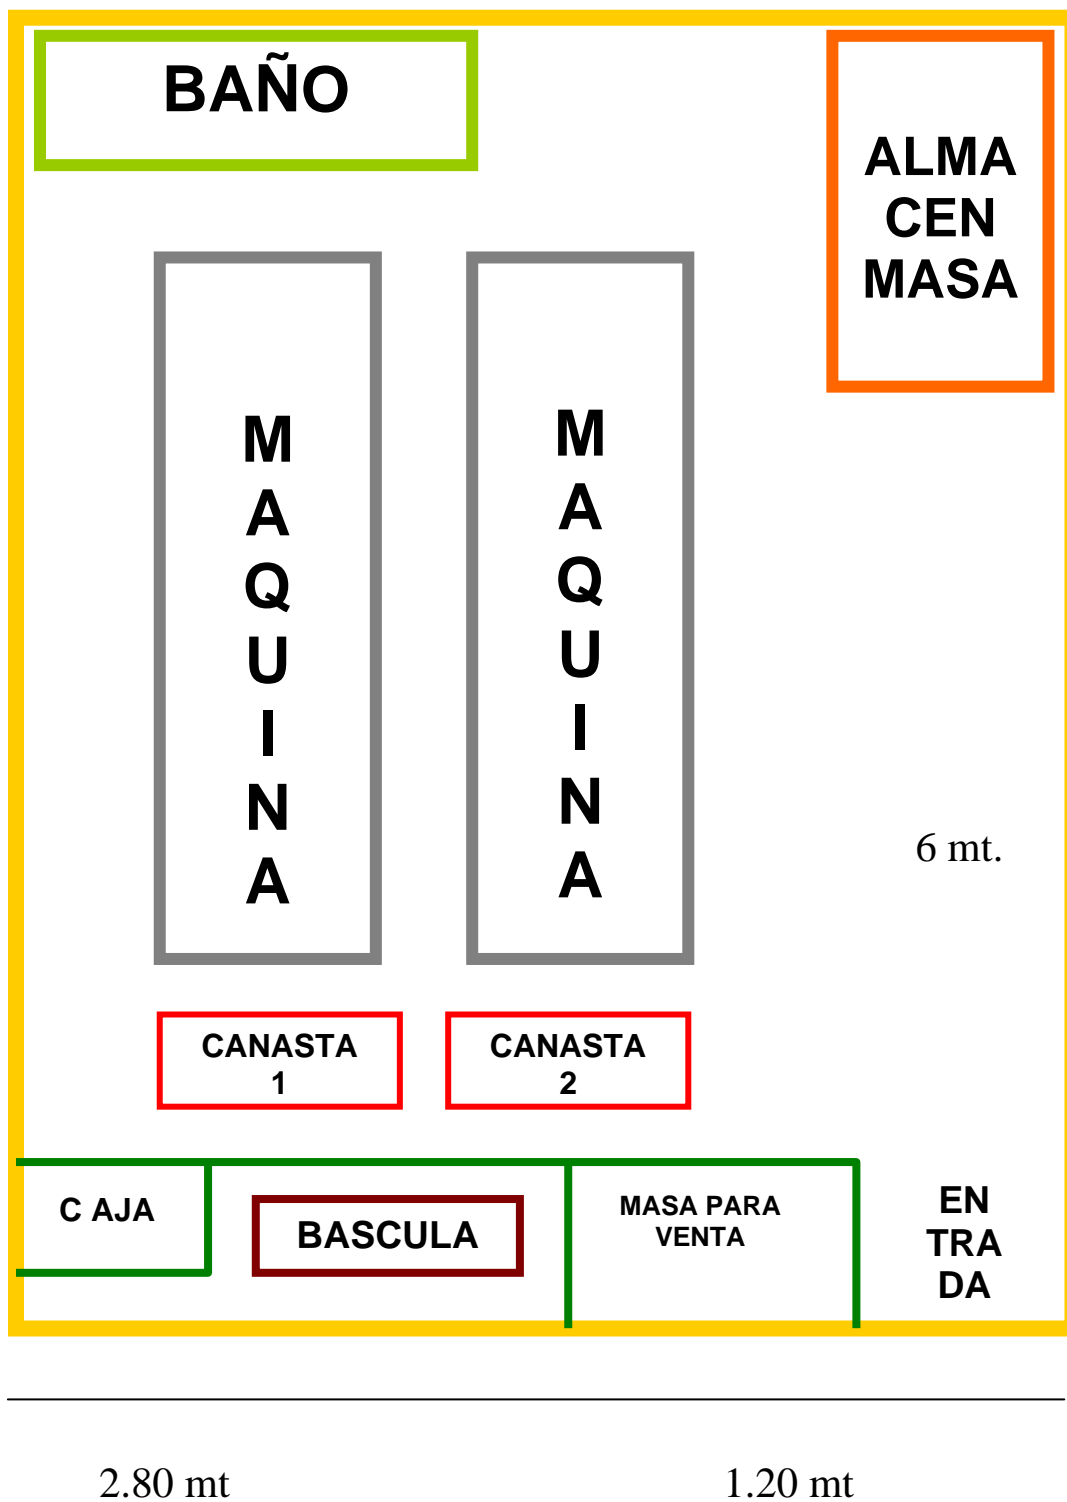 BAÑO
ALMA
CEN
MASA
M
A
Q
U
I
N
A
M
A
Q
U
I
N
A
6 mt.
CANASTA
1
CANASTA
2
C AJA
BASCULA
MASA PARA
VENTA
EN
TRA
DA
2.80 mt
1.20 mt